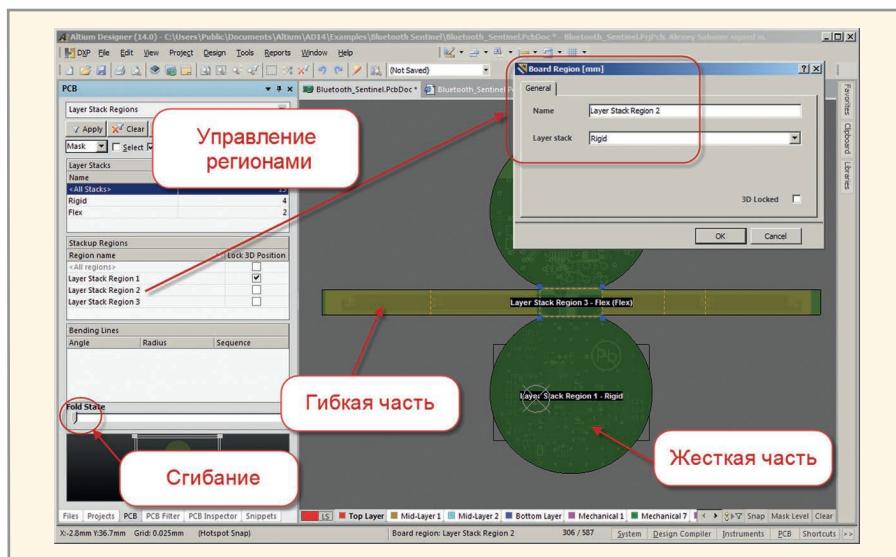 Altium Designer (14.0) - C:\Users\Public\Documents\Altium\AD14\Examples\Bluetooth Sentinel\Bluetooth_Sentinel.PcbDoc * - Bluetooth_Sentinel.PrjPcb.
DXP File Edit View Project Design Tools Reports Window Help
(Not Saved)
PCB
Layer Stack Regions
Apply Clear
Mask Select
Layer Stacks
Name
<All Stacks>
Rigid 4
Flex 2
Stackup Regions
Region name Lock 3D Position
<All regions>
Layer Stack Region 1
Layer Stack Region 2
Layer Stack Region 3
Bending Lines
Angle Radius Sequence
Fold State
Управление
регионами
Bluetooth_Sentinel.PcbDoc *
Board Region [mm]
General
Name Layer Stack Region 2
Layer stack Rigid
3D Locked
OK Cancel
Favorites
Clipboard
Libraries
Layer Stack Region 3 - Flex (Flex)
Pb
Layer Stack Region 1 - Rigid
Гибкая часть
Жесткая часть
Сгибание
Files Projects PCB PCB Filter PCB Inspector Snippets
LS Top Layer Mid-Layer 1 Mid-Layer 2 Bottom Layer Mechanical 1 Mechanical 7 Snap Mask Level Clear
X:-2.8mm Y:36.7mm Grid: 0.025mm (Hotspot Snap) Board region: Layer Stack Region 2 306 / 587 System Design Compiler Instruments PCB Shortcuts >>